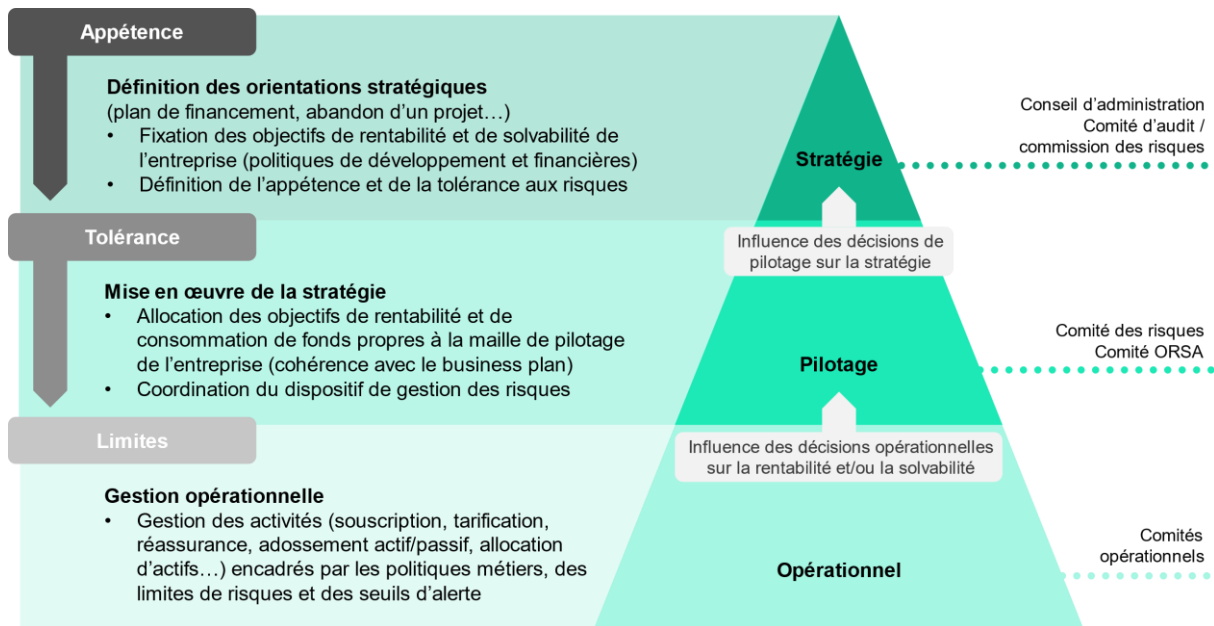 Appétence
Définition des orientations stratégiques
(plan de financement, abandon d'un projet…)
• Fixation des objectifs de rentabilité et de solvabilité de
l'entreprise (politiques de développement et financières)
• Définition de l'appétence et de la tolérance aux risques
Stratégie
Conseil d'administration
Comité d'audit /
commission des risques
Influence des décisions de
pilotage sur la stratégie
Tolérance
Mise en œuvre de la stratégie
• Allocation des objectifs de rentabilité et de
consommation de fonds propres à la maille de pilotage
de l'entreprise (cohérence avec le business plan)
• Coordination du dispositif de gestion des risques
Pilotage
Comité des risques
Comité ORSA
Influence des décisions opérationnelles
sur la rentabilité et/ou la solvabilité
Limites
Gestion opérationnelle
• Gestion des activités (souscription, tarification,
réassurance, adossement actif/passif, allocation
d'actifs…) encadrés par les politiques métiers, des
limites de risques et des seuils d'alerte
Opérationnel
Comités
opérationnels